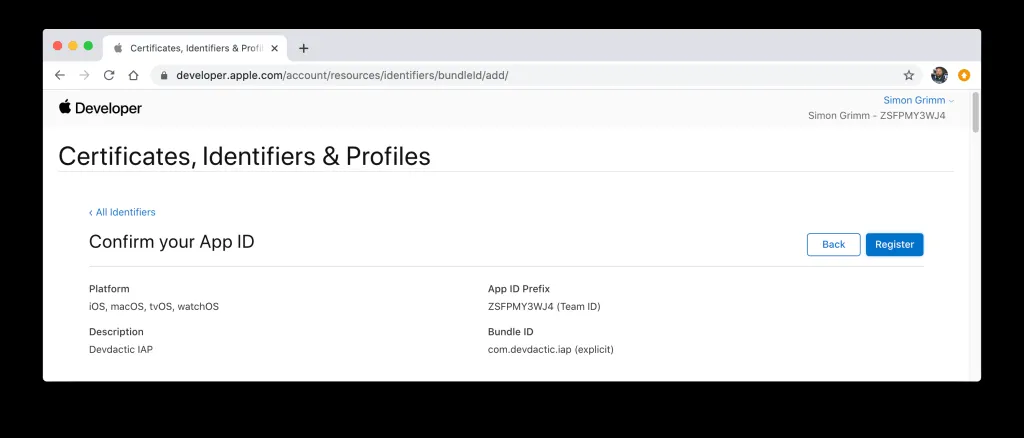 Certificates, Identifiers & Profil
developer.apple.com/account/resources/identifiers/bundleId/add/
Developer
Simon Grimm
Simon Grimm - ZSFPMY3WJ4
Certificates, Identifiers & Profiles
‹ All Identifiers
Confirm your App ID
Back
Register
Platform
App ID Prefix
iOS, macOS, tvOS, watchOS
ZSFPMY3WJ4 (Team ID)
Description
Bundle ID
Devdactic IAP
com.devdactic.iap (explicit)